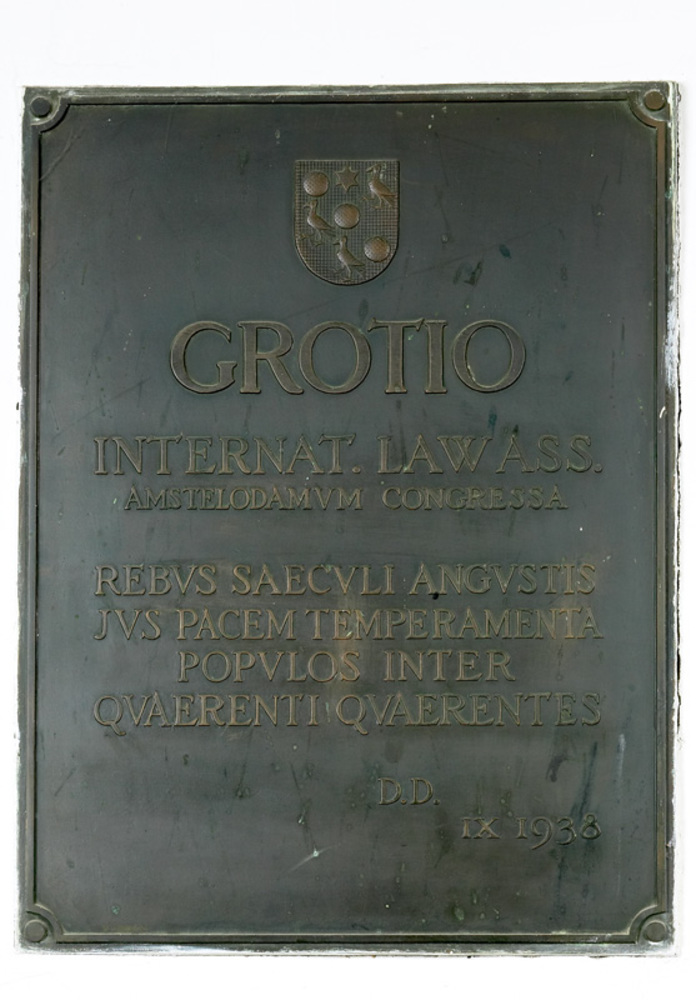 GROTIO
INTERNAT. LAW ASS.
AMSTELODAMVM CONGRESSA
REBVS SAECVLI ANGVSTIS
JVS PACEM TEMPERAMENTA
POPVLOS INTER
QVAERENTI QVAERENTES
D.D.
IX 1938